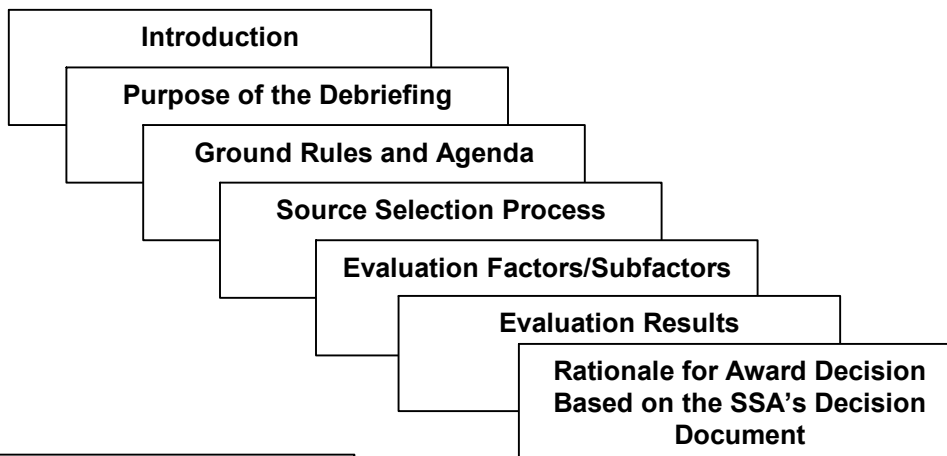 Introduction
Purpose of the Debriefing
Ground Rules and Agenda
Source Selection Process
Evaluation Factors/Subfactors
Evaluation Results
Rationale for Award Decision
Based on the SSA's Decision
Document